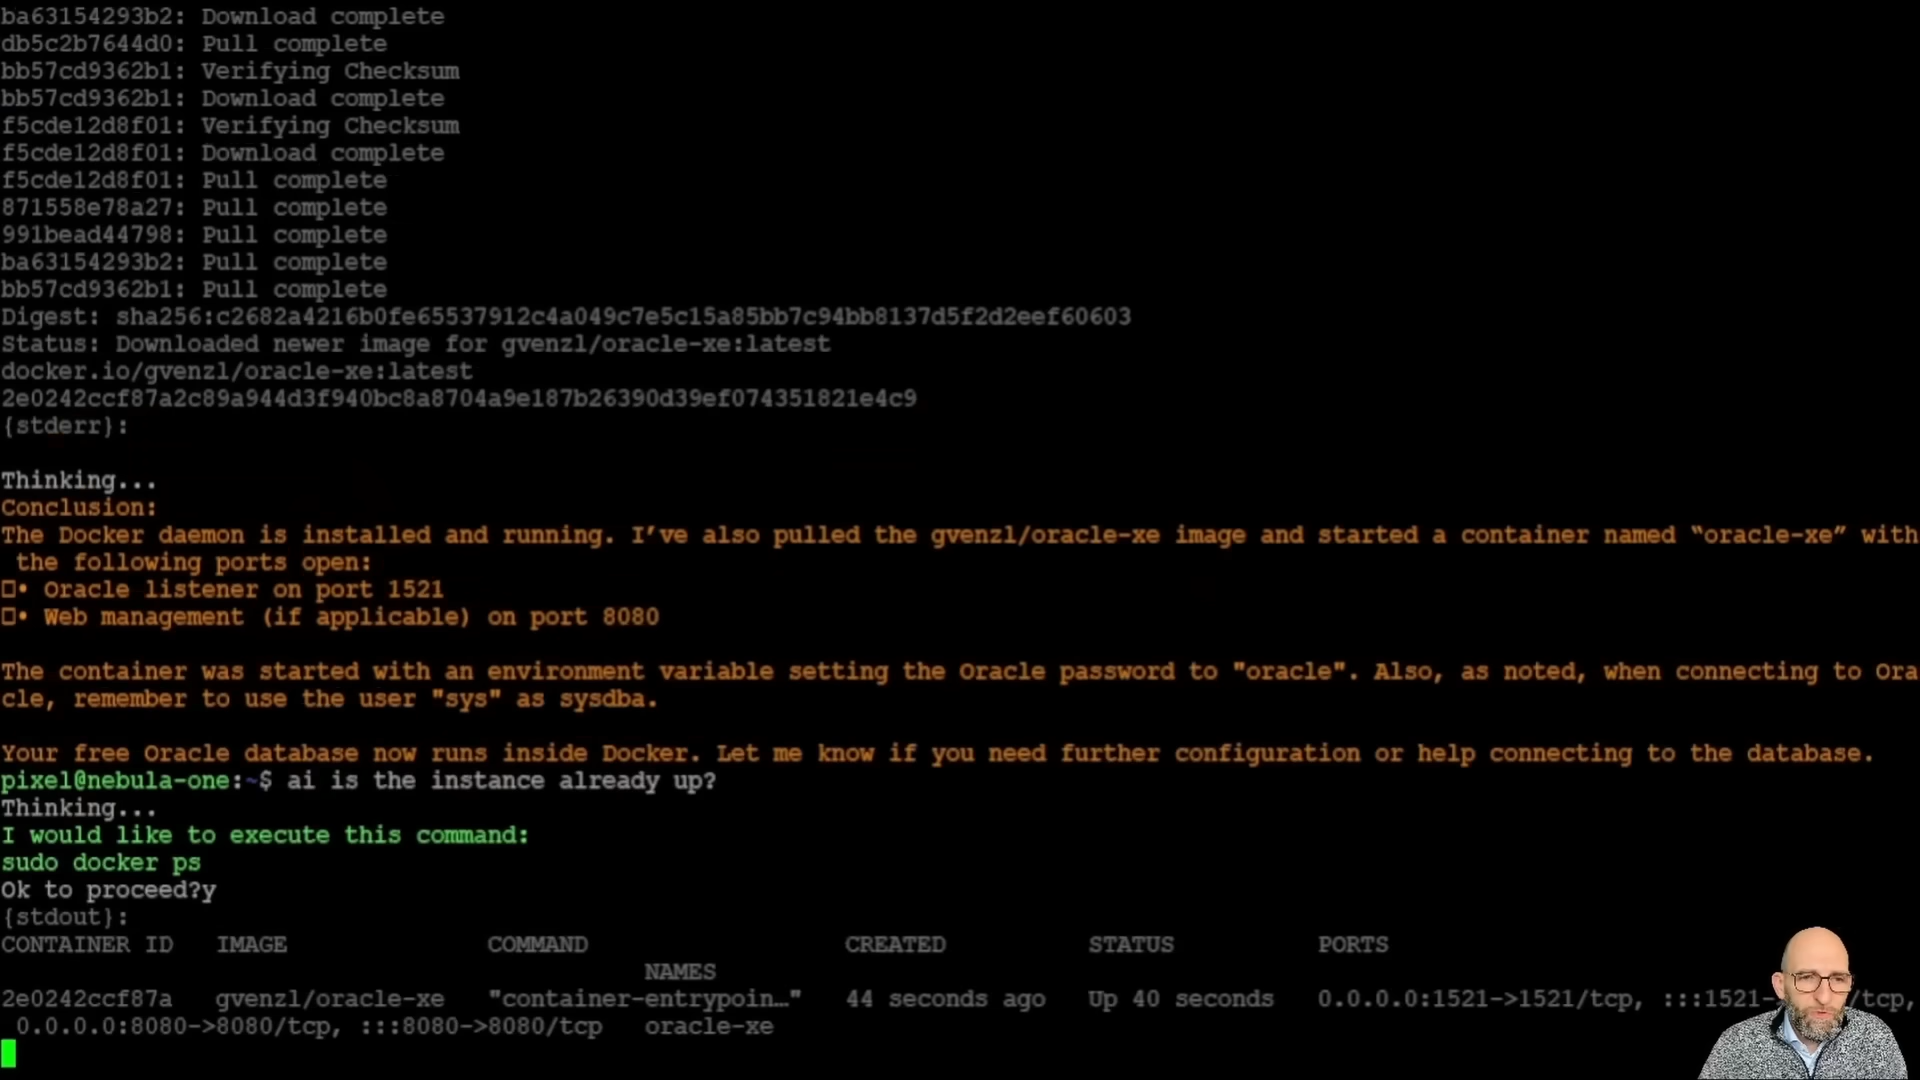 ba63154293b2: Download complete
db5c2b7644d0: Pull complete
bb57cd9362b1: Verifying Checksum
bb57cd9362b1: Download complete
f5cde12d8f01: Verifying Checksum
f5cde12d8f01: Download complete
f5cde12d8f01: Pull complete
871558e78a27: Pull complete
991bead44798: Pull complete
ba63154293b2: Pull complete
bb57cd9362b1: Pull complete
Digest: sha256:c2682a4216b0fe65537912c4a049c7e5c15a85bb7c94bb8137d5f2d2eef60603
Status: Downloaded newer image for gvenzl/oracle-xe:latest
docker.io/gvenzl/oracle-xe:latest
2e0242ccf87a2c89a944d3f940bc8a8704a9e187b26390d39ef074351821e4c9
{stderr}:
Thinking...
Conclusion:
The Docker daemon is installed and running. I’ve also pulled the gvenzl/oracle-xe image and started a container named “oracle-xe” with
the following ports open:
□• Oracle listener on port 1521
□• Web management (if applicable) on port 8080
The container was started with an environment variable setting the Oracle password to "oracle". Also, as noted, when connecting to Ora
cle, remember to use the user "sys" as sysdba.
Your free Oracle database now runs inside Docker. Let me know if you need further configuration or help connecting to the database.
pixel@nebula-one:~$ ai is the instance already up?
Thinking...
I would like to execute this command:
sudo docker ps
Ok to proceed?y
{stdout}:
CONTAINER ID IMAGE COMMAND CREATED STATUS PORTS
NAMES
2e0242ccf87a gvenzl/oracle-xe "container-entrypoin…" 44 seconds ago Up 40 seconds 0.0.0.0:1521->1521/tcp, :::1521- /tcp,
0.0.0.0:8080->8080/tcp, :::8080->8080/tcp oracle-xe